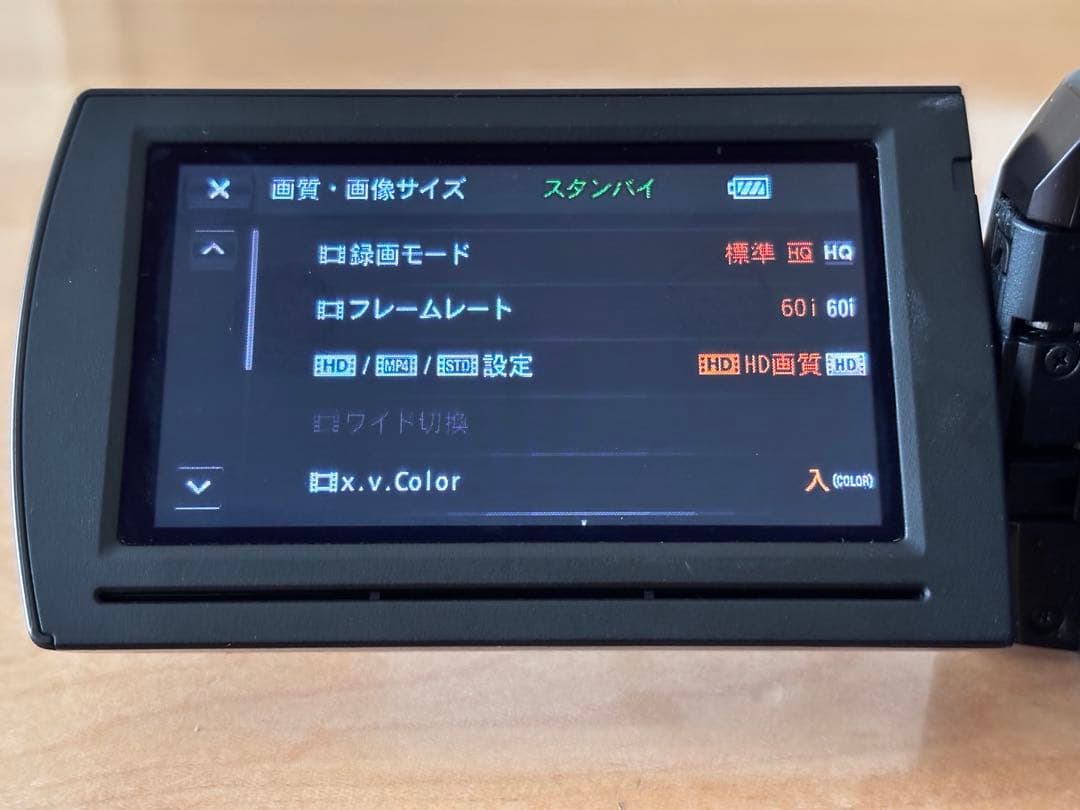 × 画質・画像サイズ スタンバイ
録画モード 標準 HQ HQ
フレームレート 60i 60i
HD / MP4 / STD 設定 HD HD画質 HD
ワイド切換
x.v.Color 入 (COLOR)